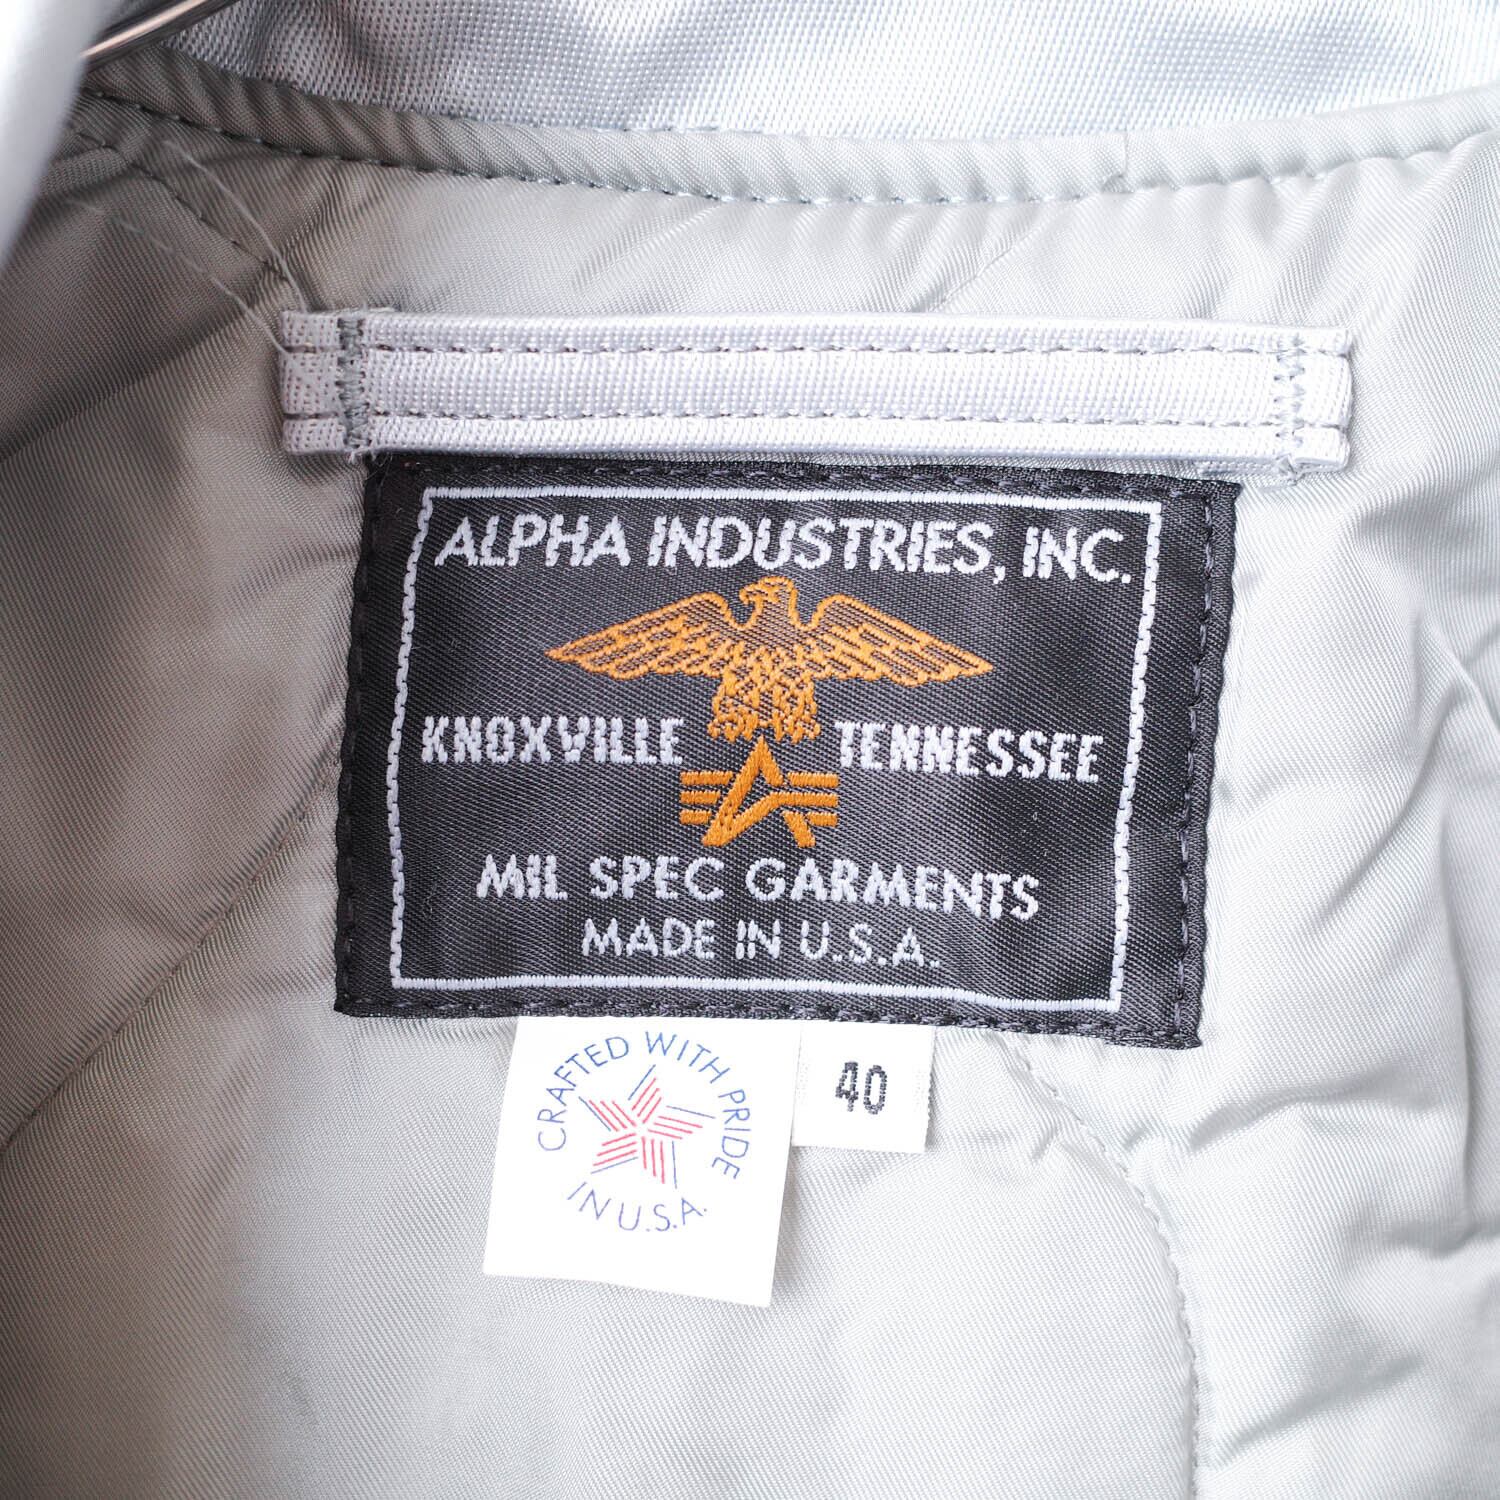 ALPHA INDUSTRIES, INC.
KNOXVILLE TENNESSEE
MIL SPEC GARMENTS
MADE IN U.S.A.
CRAFTED WITH PRIDE
IN U.S.A.
40